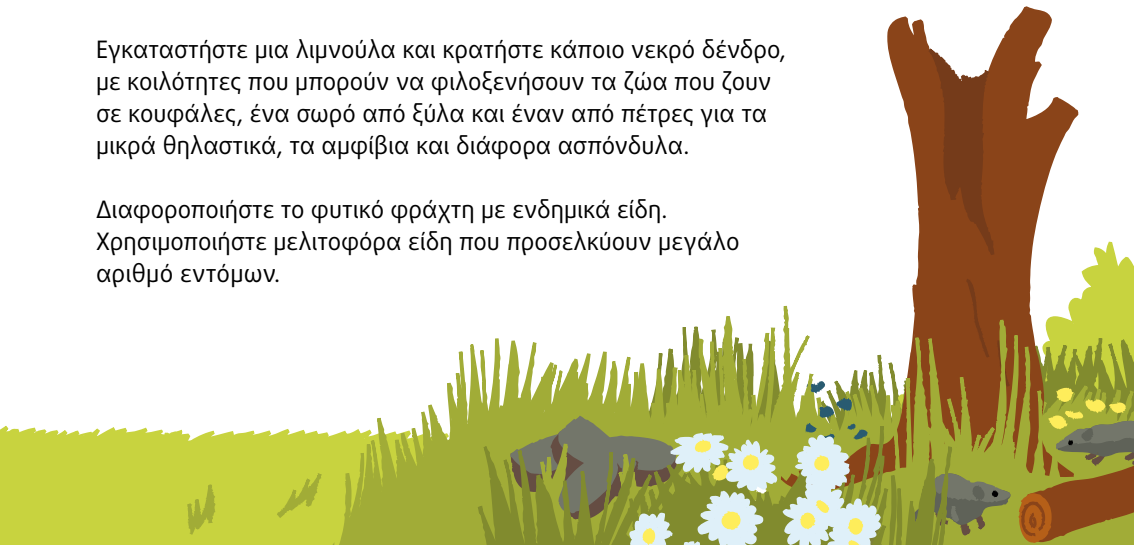 Εγκαταστήστε μια λιμνούλα και κρατήστε κάποιο νεκρό δένδρο,
με κοιλότητες που μπορούν να φιλοξενήσουν τα ζώα που ζουν
σε κουφάλες, ένα σωρό από ξύλα και έναν από πέτρες για τα
μικρά θηλαστικά, τα αμφίβια και διάφορα ασπόνδυλα.
Διαφοροποιήστε το φυτικό φράχτη με ενδημικά είδη.
Χρησιμοποιήστε μελιτοφόρα είδη που προσελκύουν μεγάλο
αριθμό εντόμων.